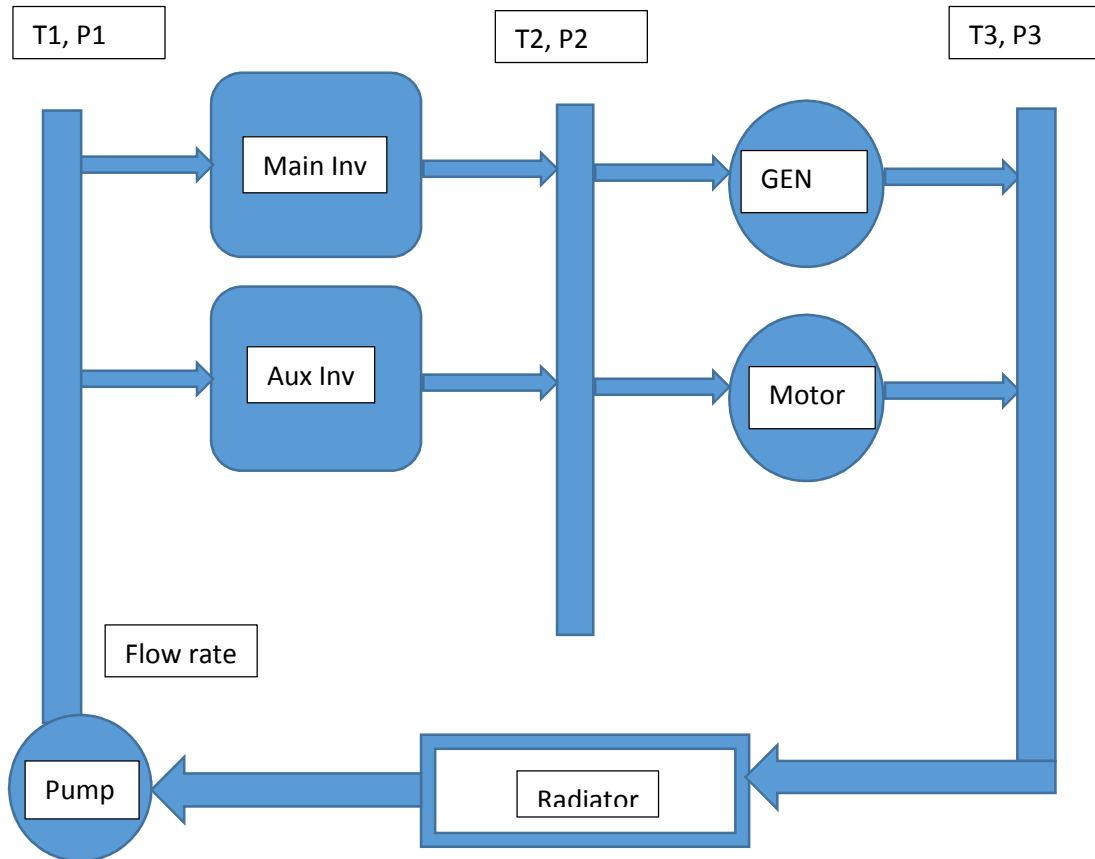 T1, P1
T2, P2
T3, P3
Main Inv
GEN
Aux Inv
Motor
Flow rate
Pump
Radiator